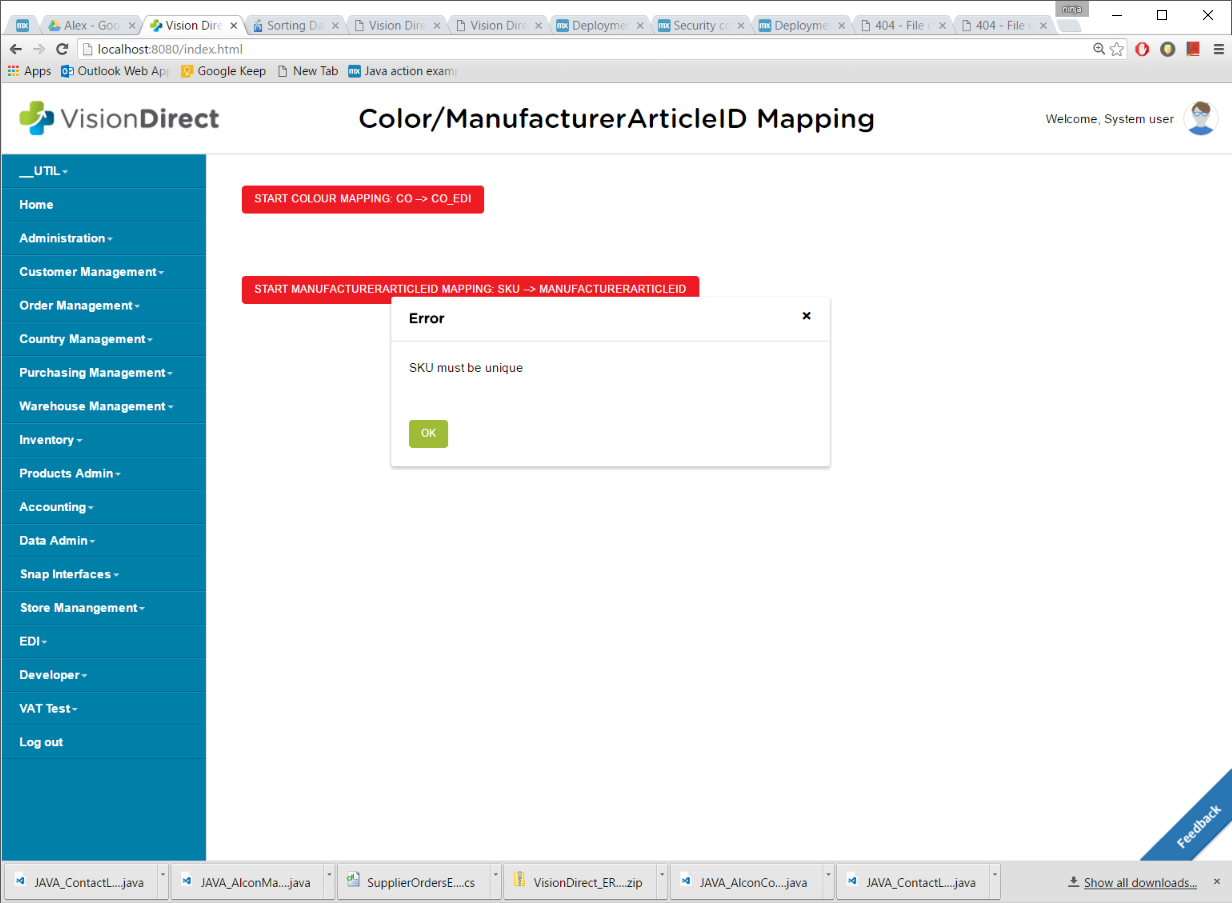 ninja
mx Alex - Goo × Vision Dire × Sorting Da × Vision Dire × Vision Dire × mx Deployme × mx Security co × mx Deployme × 404 - File × 404 - File ×
localhost:8080/index.html
Apps Outlook Web App Google Keep New Tab mx Java action exam
VisionDirect
Color/ManufacturerArticleID Mapping
Welcome, System user
__UTIL
Home
Administration
Customer Management
Order Management
Country Management
Purchasing Management
Warehouse Management
Inventory
Products Admin
Accounting
Data Admin
Snap Interfaces
Store Manangement
EDI
Developer
VAT Test
Log out
START COLOUR MAPPING: CO --> CO_EDI
START MANUFACTURERARTICLEID MAPPING: SKU --> MANUFACTURERARTICLEID
Error ×
SKU must be unique
OK
Feedback
JAVA_ContactL....java JAVA_AlconMa....java SupplierOrdersE....cs VisionDirect_ER....zip JAVA_AlconCo....java JAVA_ContactL....java Show all downloads... ×